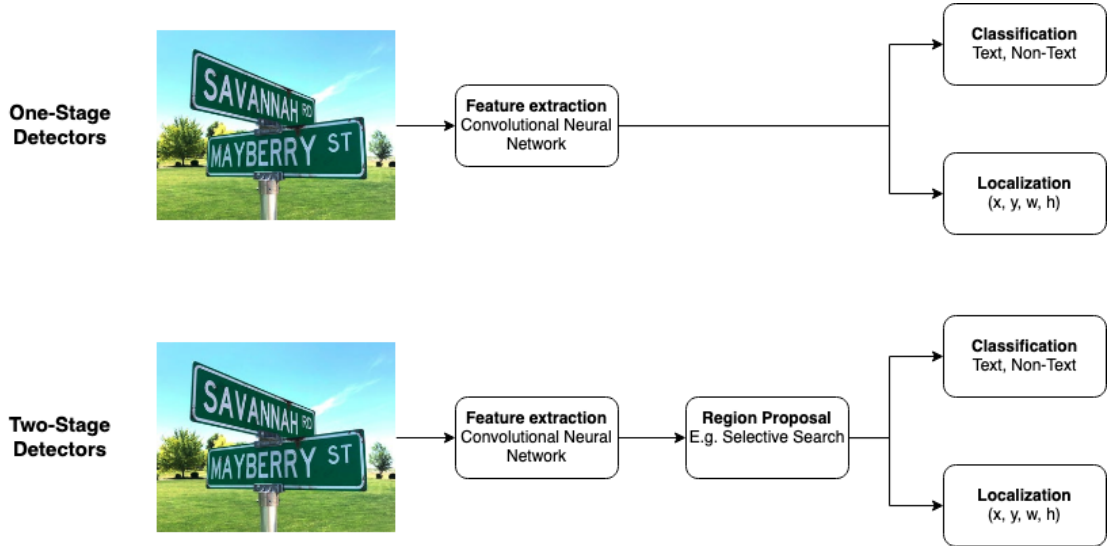 One-Stage
Detectors
SAVANNAH RD
MAYBERRY ST
Feature extraction
Convolutional Neural
Network
Classification
Text, Non-Text
Localization
(x, y, w, h)
Two-Stage
Detectors
SAVANNAH RD
MAYBERRY ST
Feature extraction
Convolutional Neural
Network
Region Proposal
E.g. Selective Search
Classification
Text, Non-Text
Localization
(x, y, w, h)